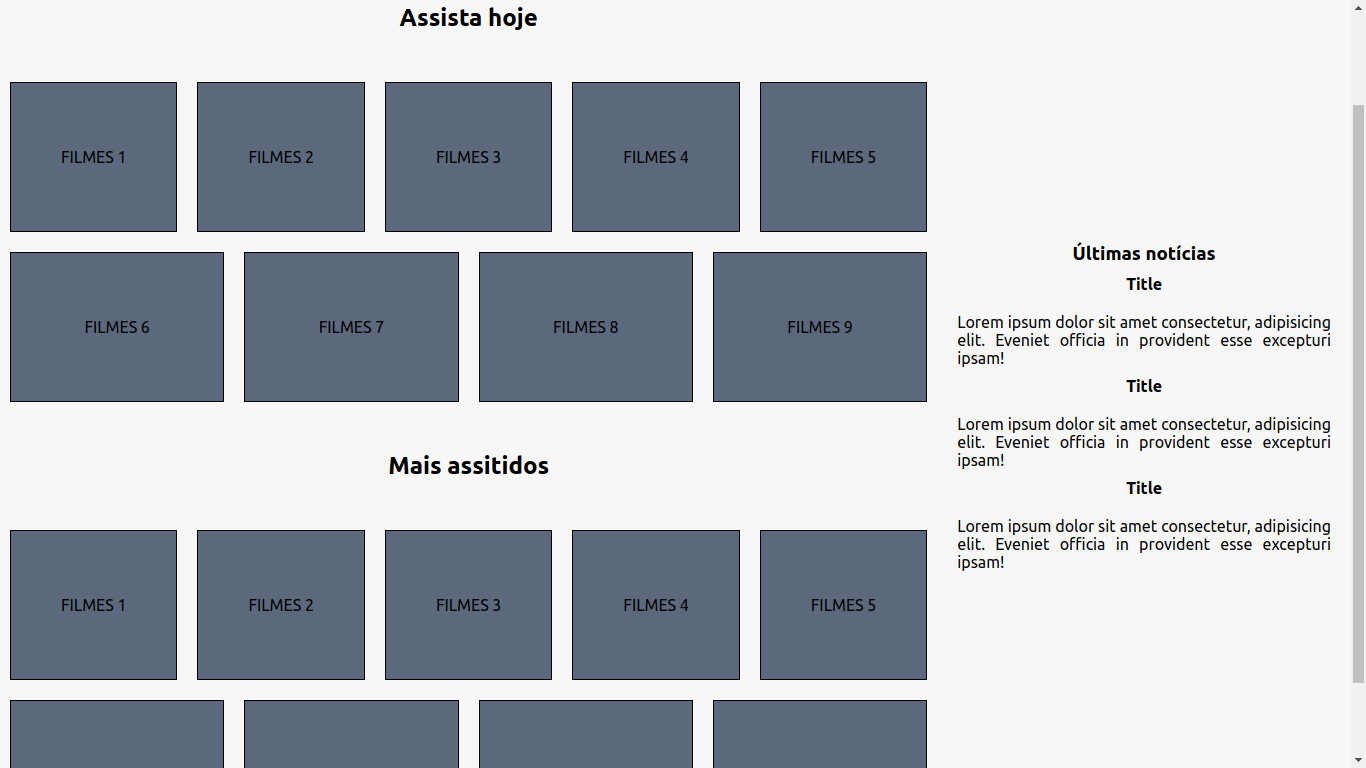 Assista hoje
FILMES 1
FILMES 2
FILMES 3
FILMES 4
FILMES 5
FILMES 6
FILMES 7
FILMES 8
FILMES 9
Mais assitidos
FILMES 1
FILMES 2
FILMES 3
FILMES 4
FILMES 5
Últimas notícias
Title
Lorem ipsum dolor sit amet consectetur, adipisicing
elit. Eveniet officia in provident esse excepturi
ipsam!
Title
Lorem ipsum dolor sit amet consectetur, adipisicing
elit. Eveniet officia in provident esse excepturi
ipsam!
Title
Lorem ipsum dolor sit amet consectetur, adipisicing
elit. Eveniet officia in provident esse excepturi
ipsam!